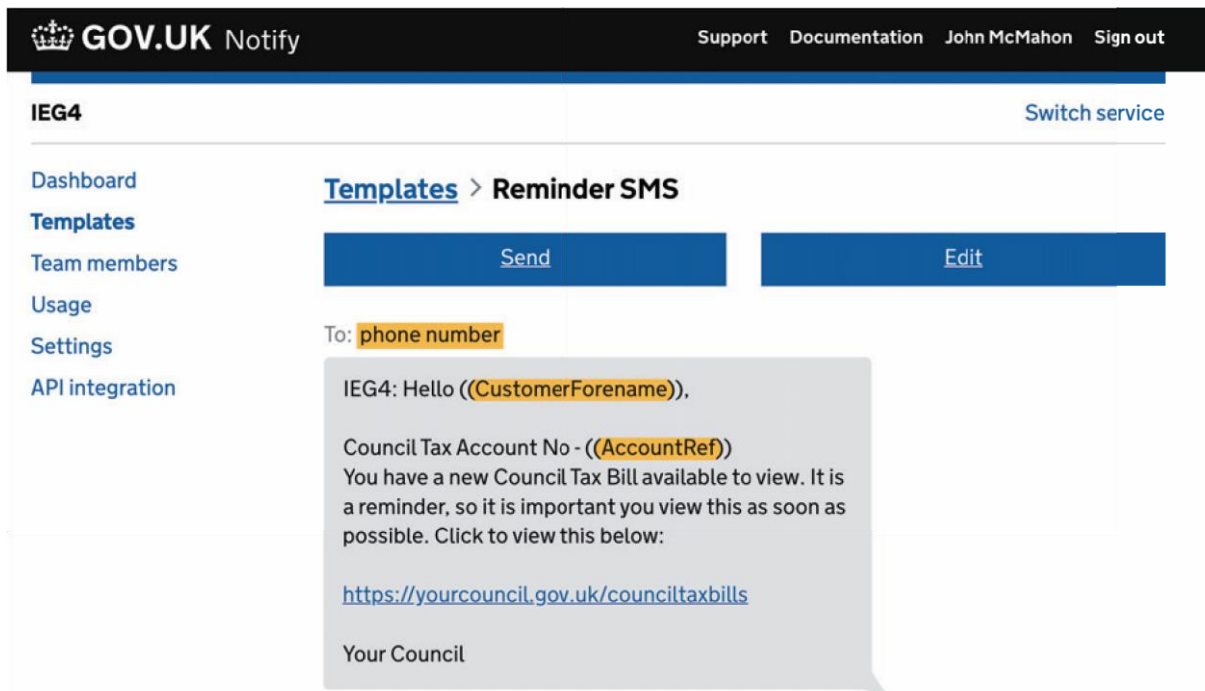 GOV.UK Notify
Support Documentation John McMahon Sign out
IEG4
Switch service
Dashboard
Templates
Team members
Usage
Settings
API integration
Templates > Reminder SMS
Send
Edit
To: phone number
IEG4: Hello ((CustomerForename)),
Council Tax Account No - ((AccountRef))
You have a new Council Tax Bill available to view. It is
a reminder, so it is important you view this as soon as
possible. Click to view this below:
https://yourcouncil.gov.uk/counciltaxbills
Your Council